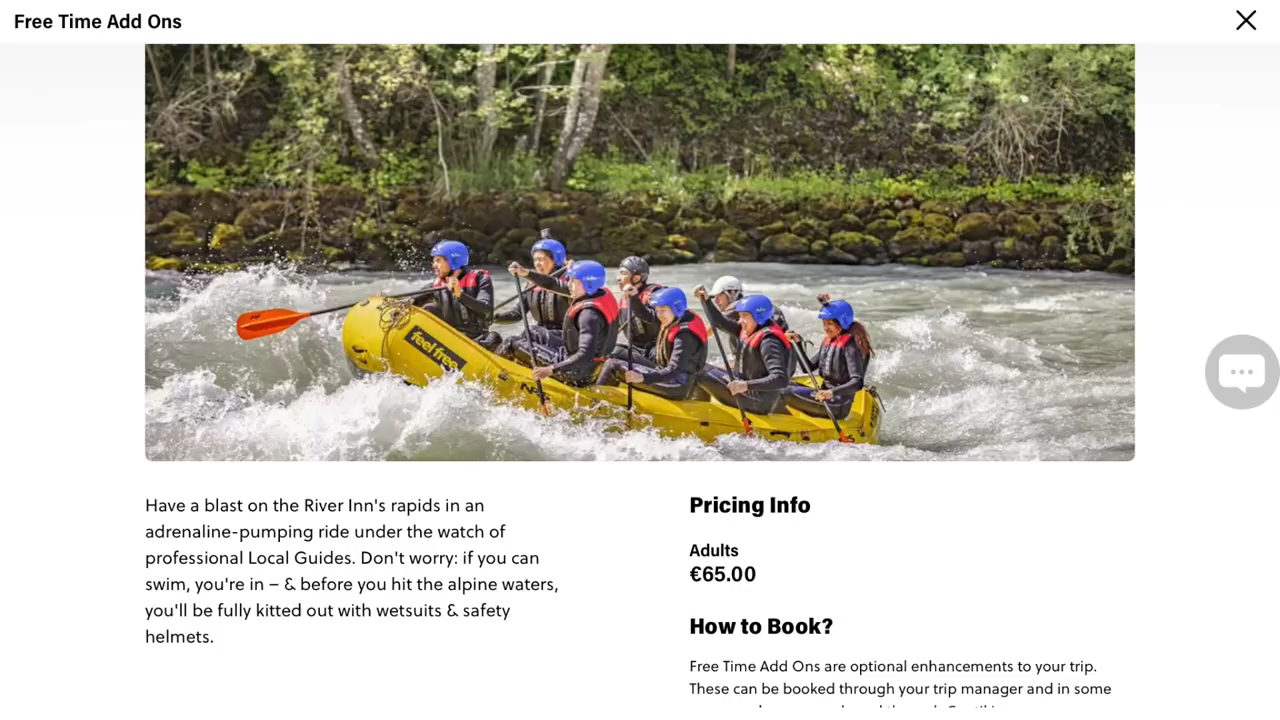 Free Time Add Ons
feel free
Have a blast on the River Inn's rapids in an
adrenaline-pumping ride under the watch of
professional Local Guides. Don't worry: if you can
swim, you're in – & before you hit the alpine waters,
you'll be fully kitted out with wetsuits & safety
helmets.
Pricing Info
Adults
€65.00
How to Book?
Free Time Add Ons are optional enhancements to your trip.
These can be booked through your trip manager and in some